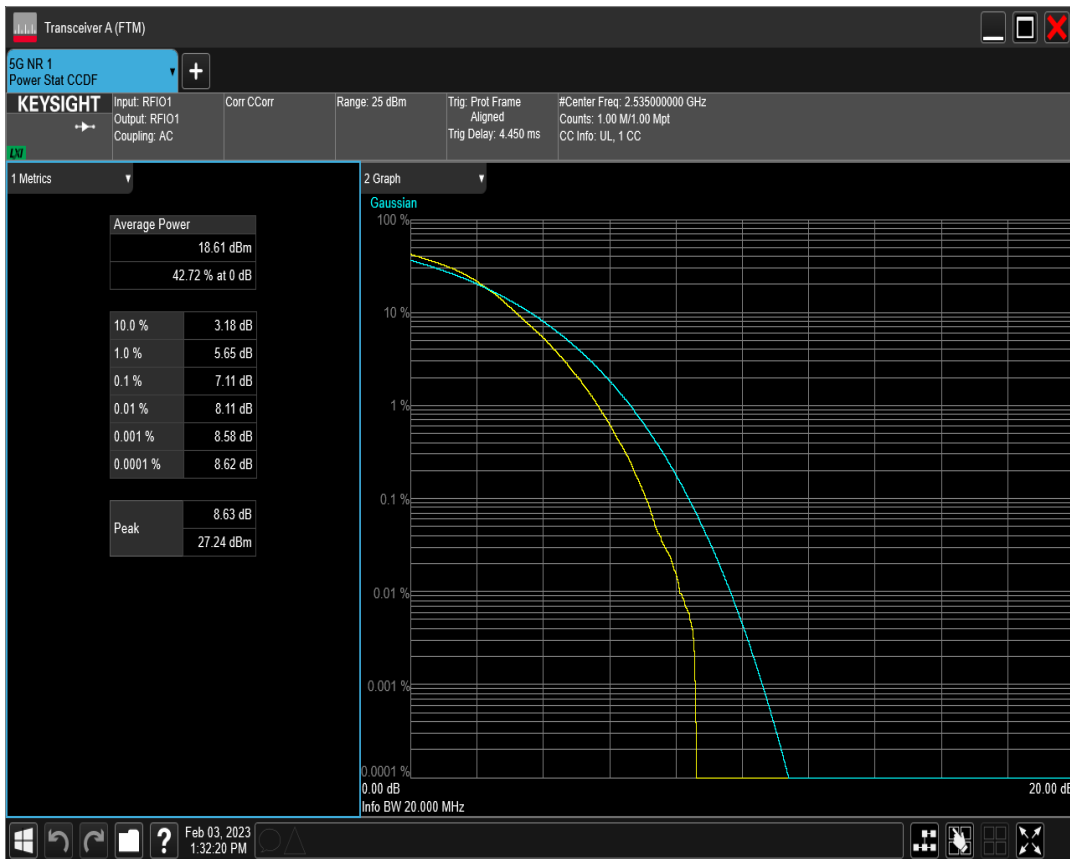 Transceiver A (FTM)
5G NR 1
Power Stat CCDF
+
KEYSIGHT
LXI
Input: RFIO1
Output: RFIO1
Coupling: AC
Corr CCorr
Range: 25 dBm
Trig: Prot Frame
Aligned
Trig Delay: 4.450 ms
#Center Freq: 2.535000000 GHz
Counts: 1.00 M/1.00 Mpt
CC Info: UL, 1 CC
1 Metrics
Average Power
18.61 dBm
42.72 % at 0 dB
10.0 % 3.18 dB
1.0 % 5.65 dB
0.1 % 7.11 dB
0.01 % 8.11 dB
0.001 % 8.58 dB
0.0001 % 8.62 dB
Peak 8.63 dB
27.24 dBm
2 Graph
Gaussian
100 %
10 %
1 %
0.1 %
0.01 %
0.001 %
0.0001 %
0.00 dB 20.00 dB
Info BW 20.000 MHz
?
Feb 03, 2023
1:32:20 PM